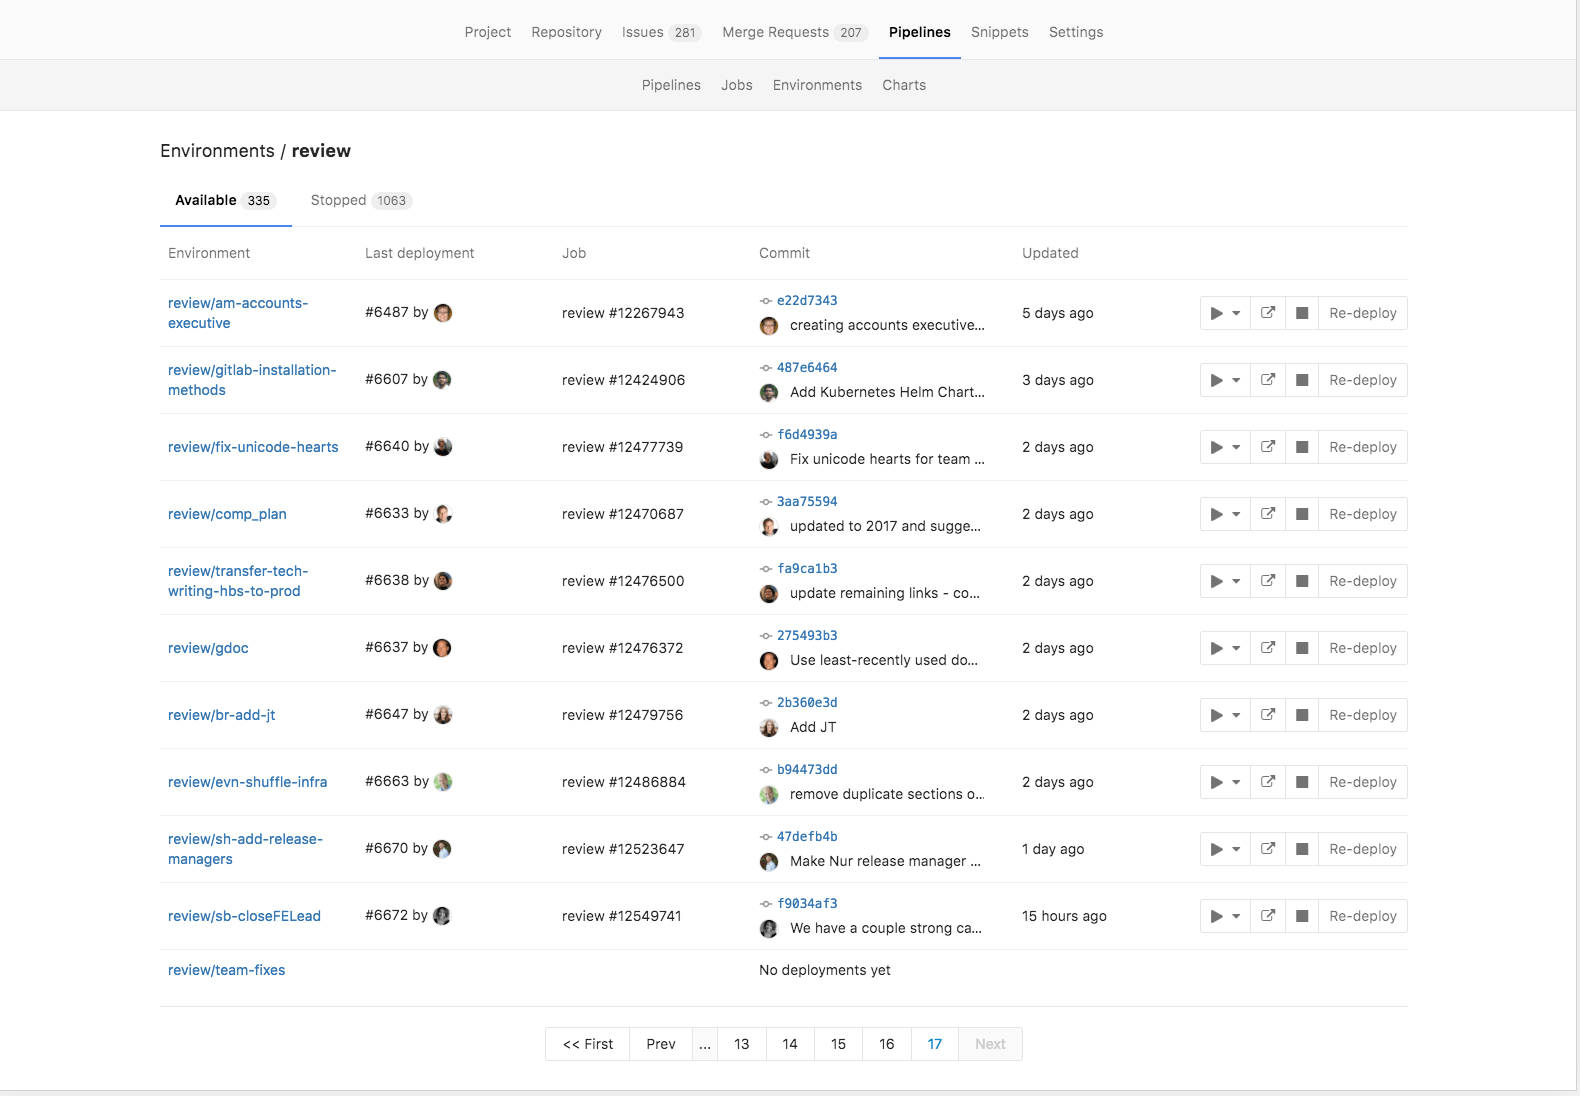 Project Repository Issues 281 Merge Requests 207 Pipelines Snippets Settings
Pipelines Jobs Environments Charts
Environments / review
Available 335 Stopped 1063
Environment Last deployment Job Commit Updated
review/am-accounts-
executive
#6487 by
review #12267943
e22d7343
creating accounts executive...
5 days ago
Re-deploy
review/gitlab-installation-
methods
#6607 by
review #12424906
487e6464
Add Kubernetes Helm Chart...
3 days ago
Re-deploy
review/fix-unicode-hearts
#6640 by
review #12477739
f6d4939a
Fix unicode hearts for team ...
2 days ago
Re-deploy
review/comp_plan
#6633 by
review #12470687
3aa75594
updated to 2017 and sugge...
2 days ago
Re-deploy
review/transfer-tech-
writing-hbs-to-prod
#6638 by
review #12476500
fa9ca1b3
update remaining links - co...
2 days ago
Re-deploy
review/gdoc
#6637 by
review #12476372
275493b3
Use least-recently used do...
2 days ago
Re-deploy
review/br-add-jt
#6647 by
review #12479756
2b360e3d
Add JT
2 days ago
Re-deploy
review/evn-shuffle-infra
#6663 by
review #12486884
b94473dd
remove duplicate sections o...
2 days ago
Re-deploy
review/sh-add-release-
managers
#6670 by
review #12523647
47defb4b
Make Nur release manager ...
1 day ago
Re-deploy
review/sb-closeFELead
#6672 by
review #12549741
f9034af3
We have a couple strong ca...
15 hours ago
Re-deploy
review/team-fixes
No deployments yet
<< First Prev ... 13 14 15 16 17 Next